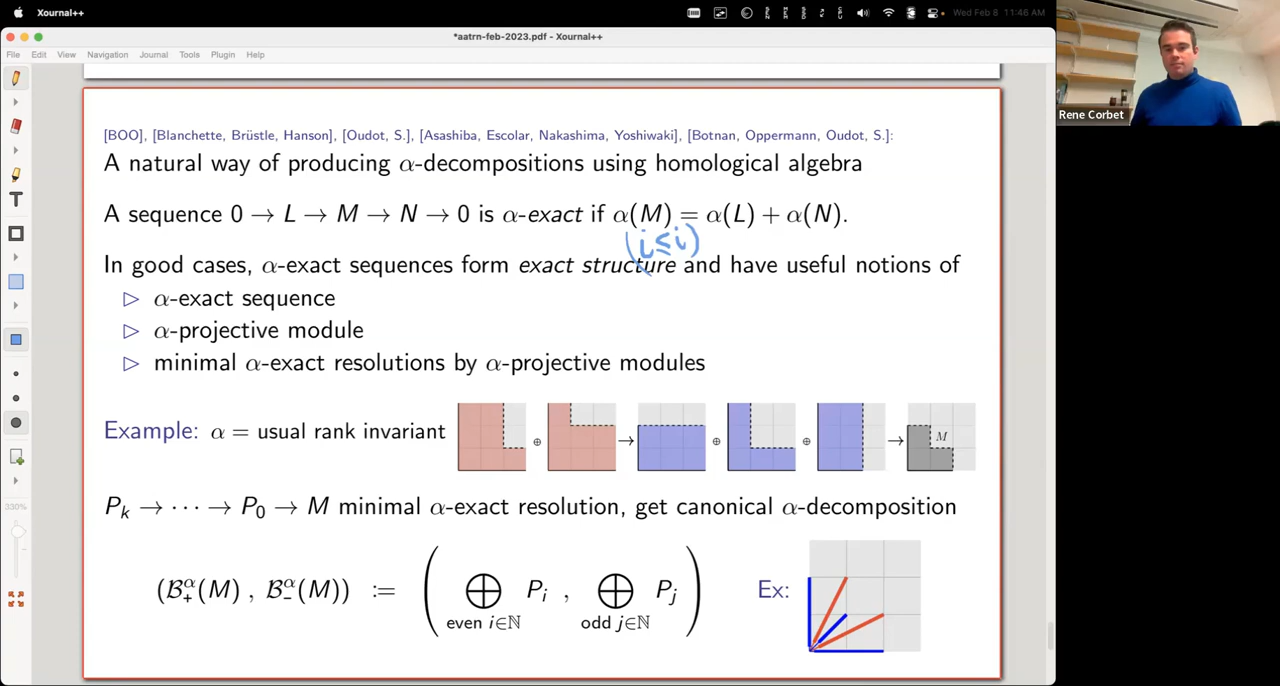 Xournal++
Wed Feb 8 11:46 AM
*aatrn-feb-2023.pdf - Xournal++
File Edit View Navigation Journal Tools Plugin Help
[BOO], [Blanchette, Brüstle, Hanson], [Oudot, S.], [Asashiba, Escolar, Nakashima, Yoshiwaki], [Botnan, Oppermann, Oudot, S.]:
A natural way of producing α-decompositions using homological algebra
A sequence 0 → L → M → N → 0 is α-exact if α(M) = α(L) + α(N).
(i ≤ i)
In good cases, α-exact sequences form exact structure and have useful notions of
▷ α-exact sequence
▷ α-projective module
▷ minimal α-exact resolutions by α-projective modules
Example: α = usual rank invariant ⊕ → ⊕ ⊕ → M
P_k → ⋯ → P_0 → M minimal α-exact resolution, get canonical α-decomposition
(B^α_+(M) , B^α_-(M)) := ( ⊕ P_i , ⊕ P_j ) Ex:
even i∈ℕ odd j∈ℕ
330%
Rene Corbet